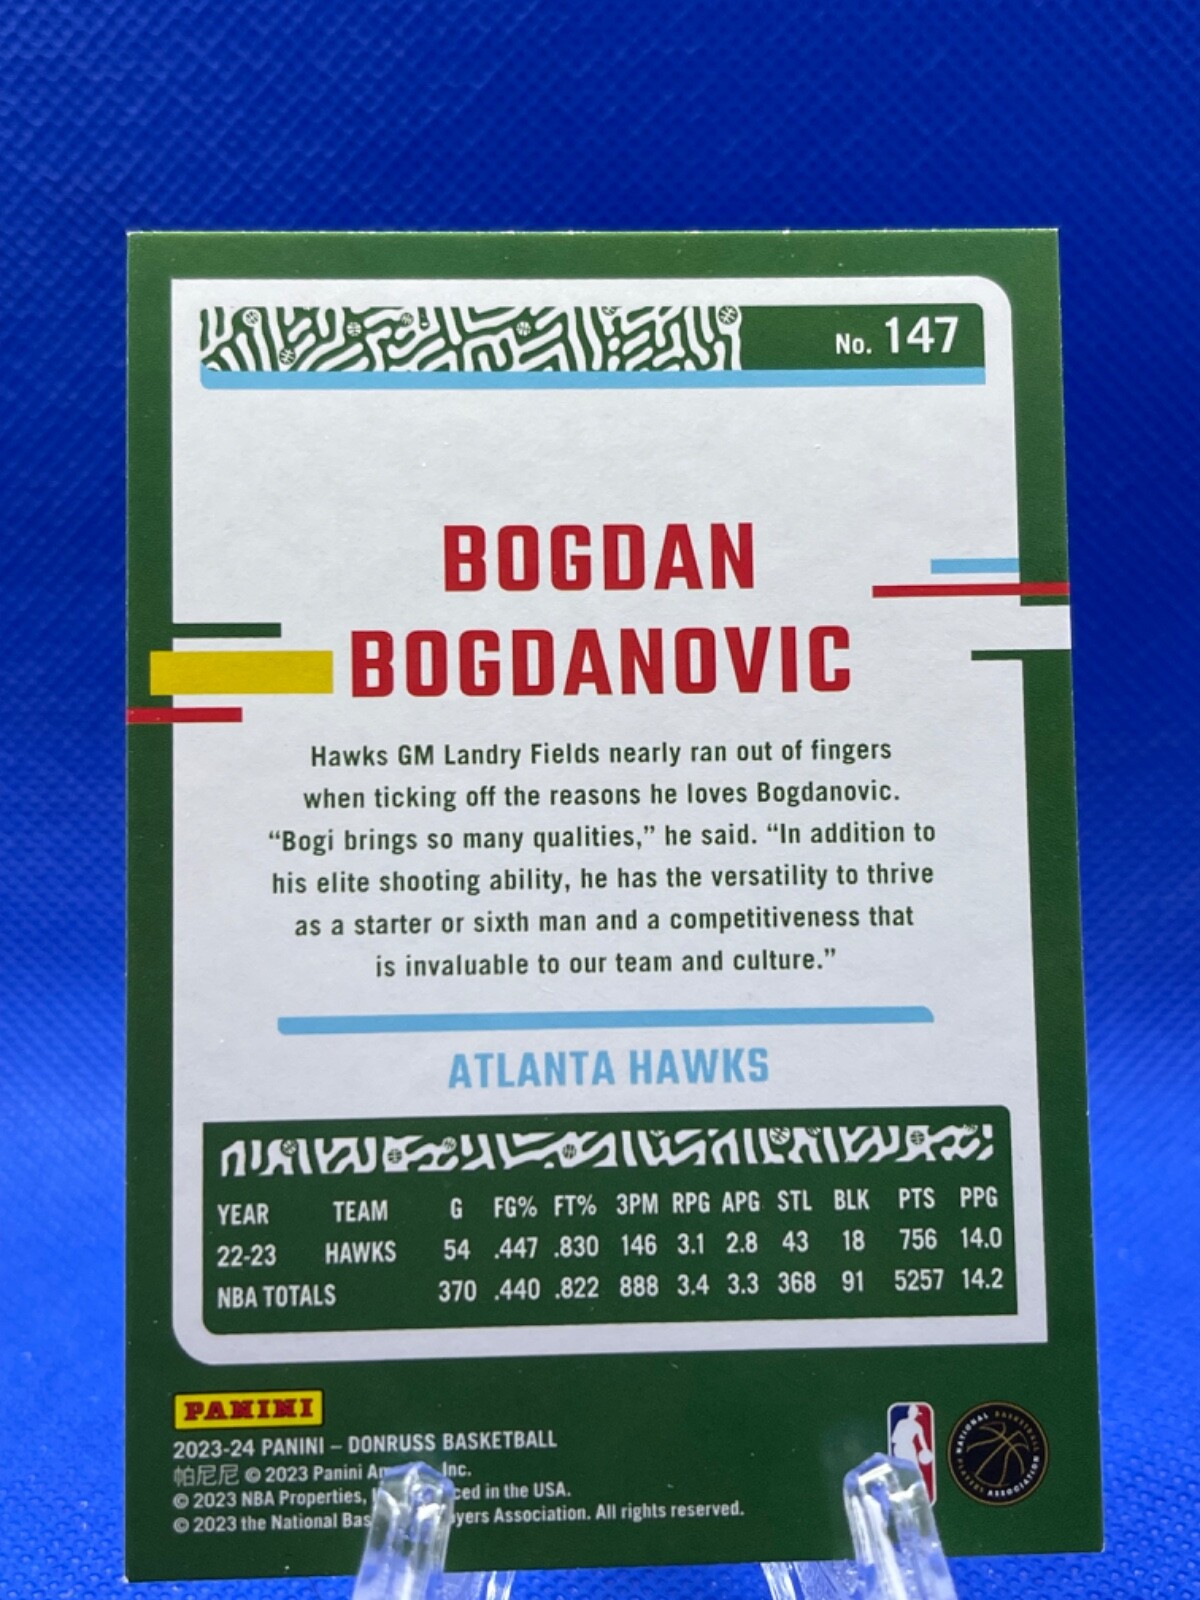 No. 147
BOGDAN
BOGDANOVIC
Hawks GM Landry Fields nearly ran out of fingers
when ticking off the reasons he loves Bogdanovic.
“Bogi brings so many qualities,” he said. “In addition to
his elite shooting ability, he has the versatility to thrive
as a starter or sixth man and a competitiveness that
is invaluable to our team and culture.”
ATLANTA HAWKS
YEAR TEAM G FG% FT% 3PM RPG APG STL BLK PTS PPG
22-23 HAWKS 54 .447 .830 146 3.1 2.8 43 18 756 14.0
NBA TOTALS 370 .440 .822 888 3.4 3.3 368 91 5257 14.2
PANINI
2023-24 PANINI – DONRUSS BASKETBALL
帕尼尼 © 2023 Panini Inc.
© 2023 NBA Properties, in the USA.
© 2023 the National Association. All rights reserved.
NATIONAL BASKETBALL PLAYERS ASSOCIATION